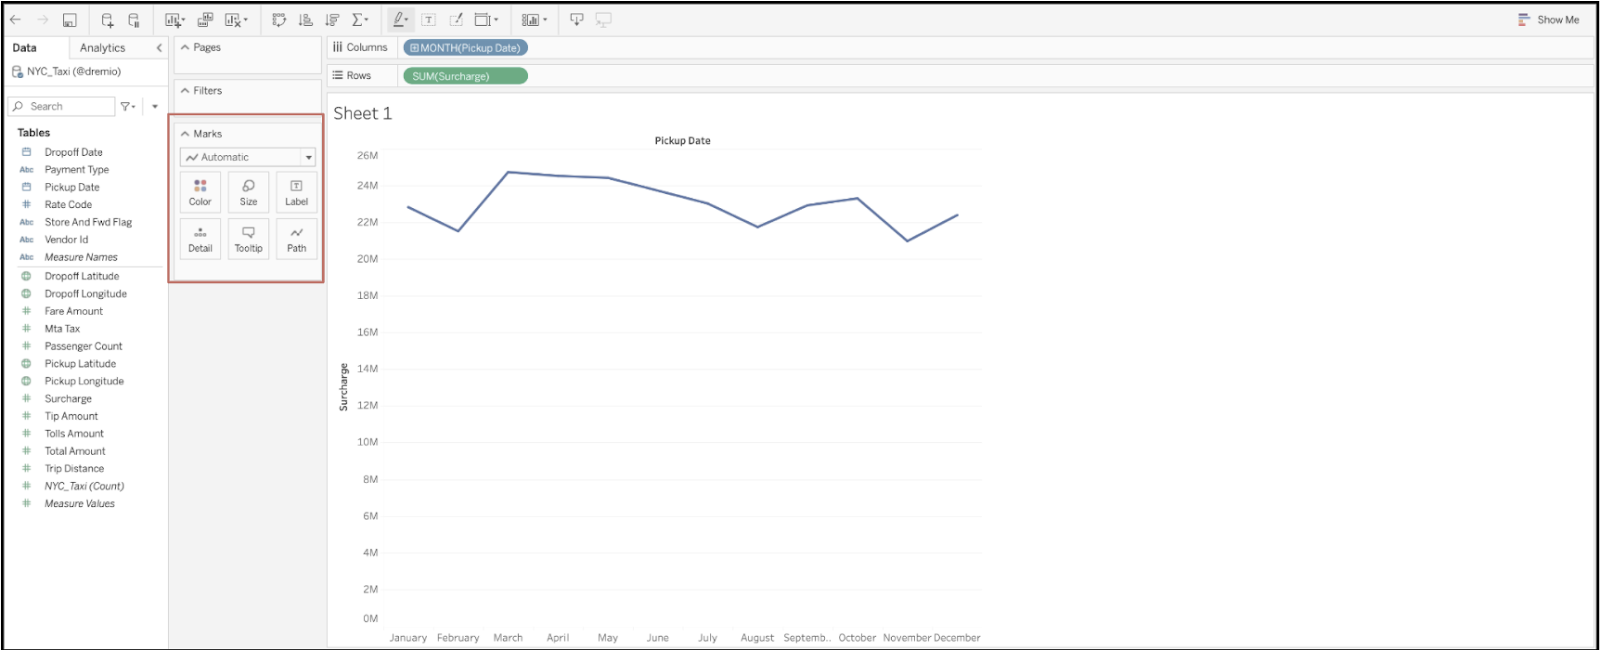 Show Me
Data
Analytics
NYC_Taxi (@dremio)
Search
Tables
Dropoff Date
Abc Payment Type
Pickup Date
# Rate Code
Abc Store And Fwd Flag
Abc Vendor Id
Abc Measure Names
Dropoff Latitude
Dropoff Longitude
# Fare Amount
# Mta Tax
# Passenger Count
Pickup Latitude
Pickup Longitude
# Surcharge
# Tip Amount
# Tolls Amount
# Total Amount
# Trip Distance
# NYC_Taxi (Count)
# Measure Values
Pages
Filters
Marks
Automatic
Color
Size
T
Label
Detail
Tooltip
Path
Columns
MONTH(Pickup Date)
Rows
SUM(Surcharge)
Sheet 1
Pickup Date
26M
24M
22M
20M
18M
16M
14M
12M
10M
8M
6M
4M
2M
0M
Surcharge
January February March April May June July August Septemb.. October November December